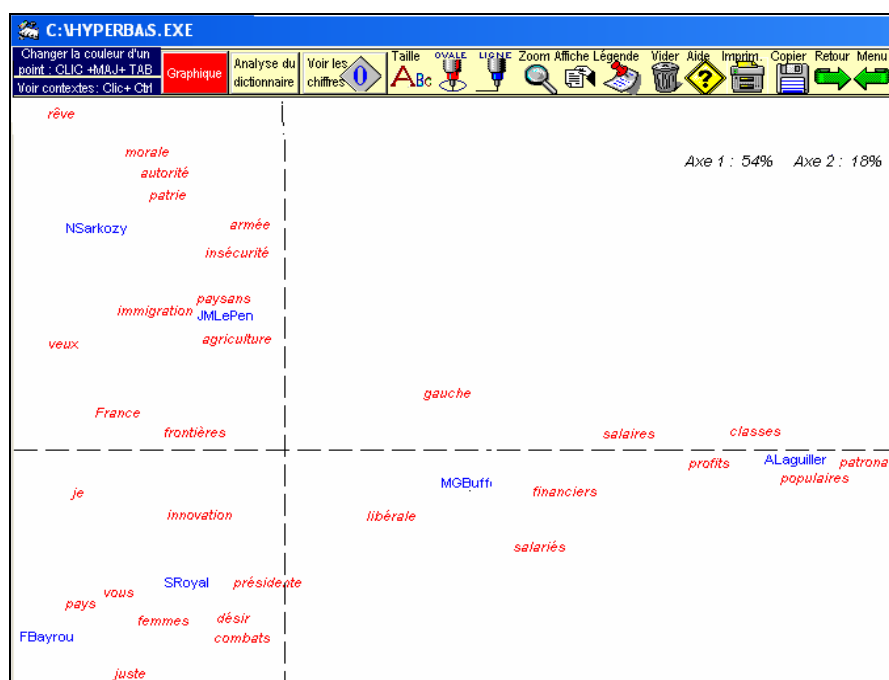 C:\HYPERBAS.EXE
Changer la couleur d'un
point : CLIC +MAJ+ TAB
Voir contextes: Clic+ Ctrl
Graphique
Analyse du
dictionnaire
Voir les
chiffres
0
Taille
ABc
OVALE
LIGNE
Zoom
Affiche
Légende
Vider
Aide
?
Imprim.
Copier
Retour
Menu
rêve
morale
Axe 1 : 54% Axe 2 : 18%
autorité
patrie
NSarkozy
armée
insécurité
paysans
immigration
JMLePen
veux
agriculture
gauche
France
frontières
salaires
classes
profits
ALaguiller
patrona
populaires
MGBuff
je
financiers
innovation
libérale
salariés
SRoyal
présidente
vous
pays
femmes
désir
FBayrou
combats
juste